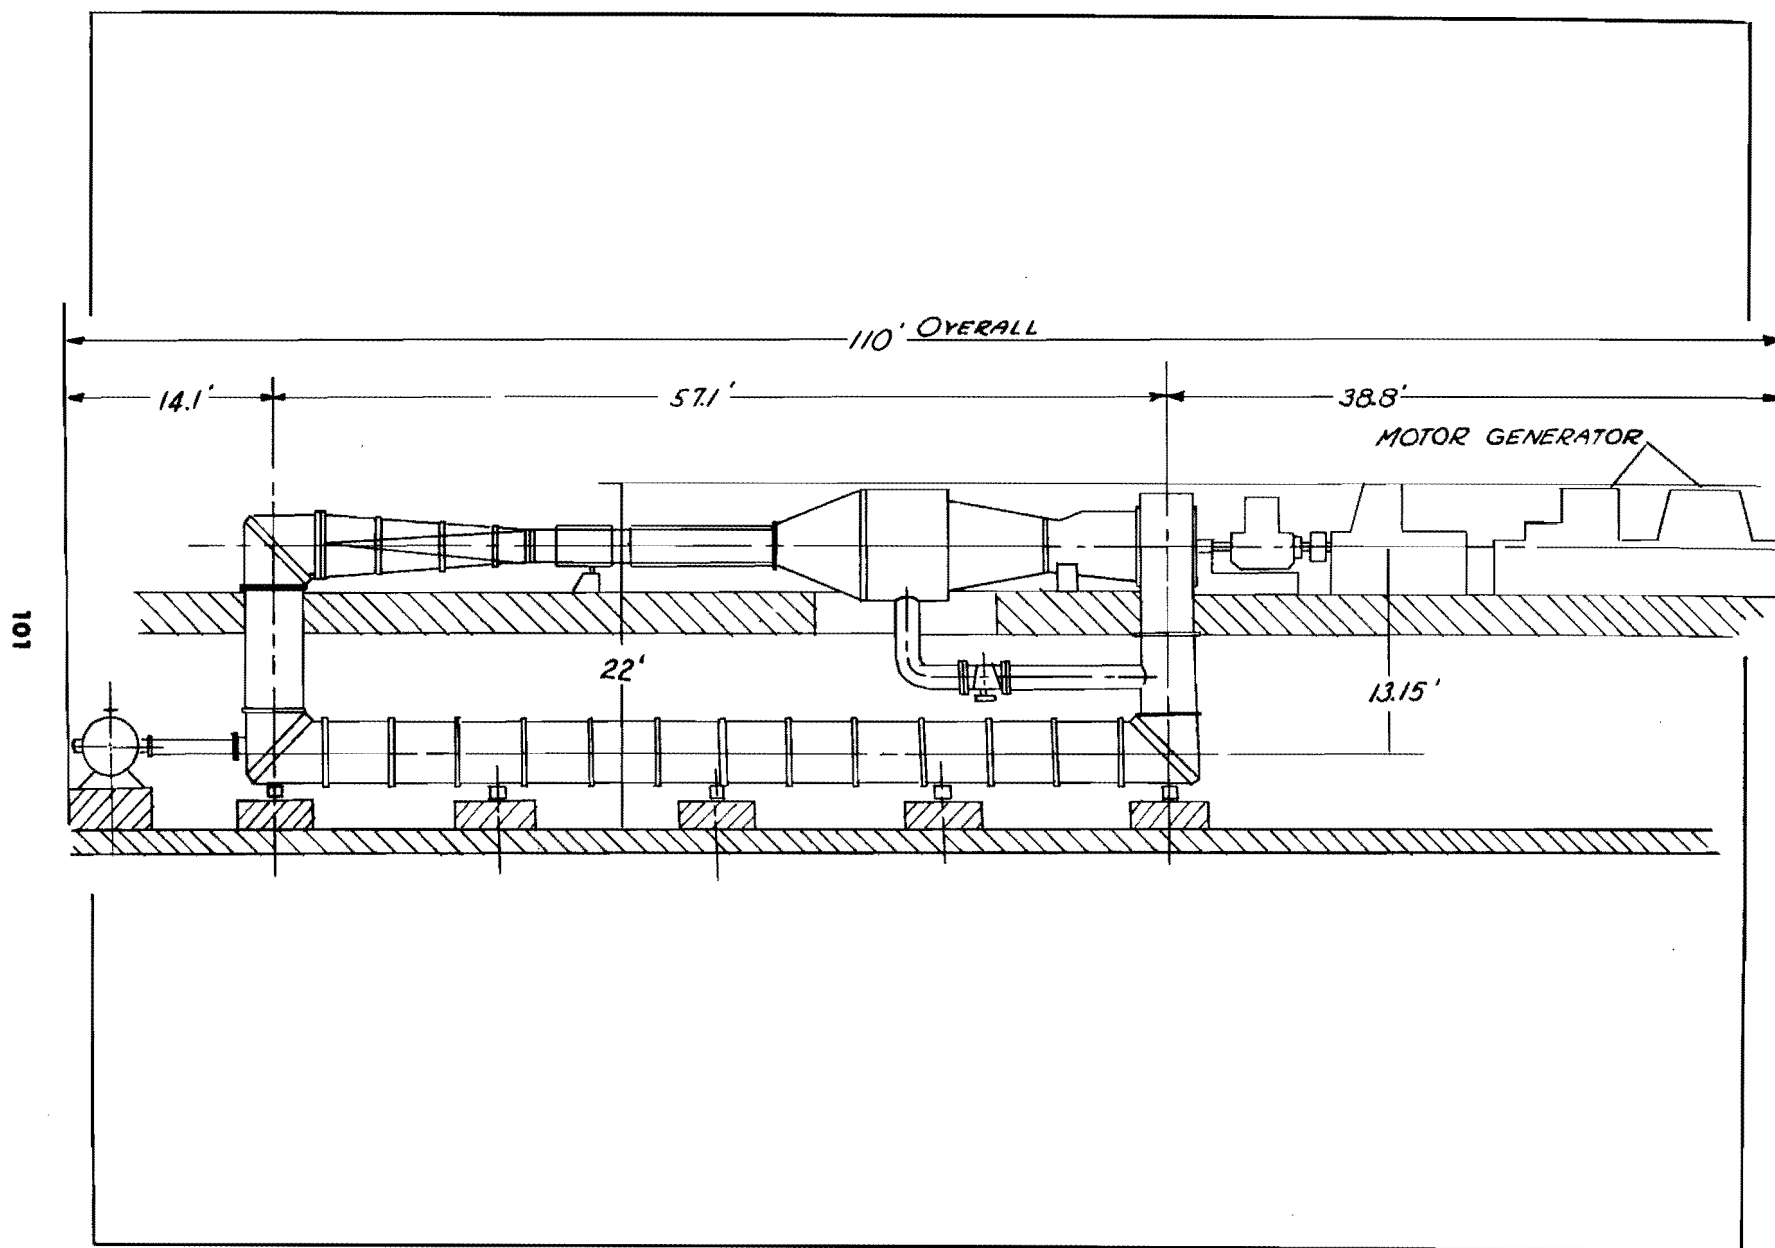 110' OVERALL
14.1' 57.1' 38.8'
MOTOR GENERATOR
101
22'
13.15'